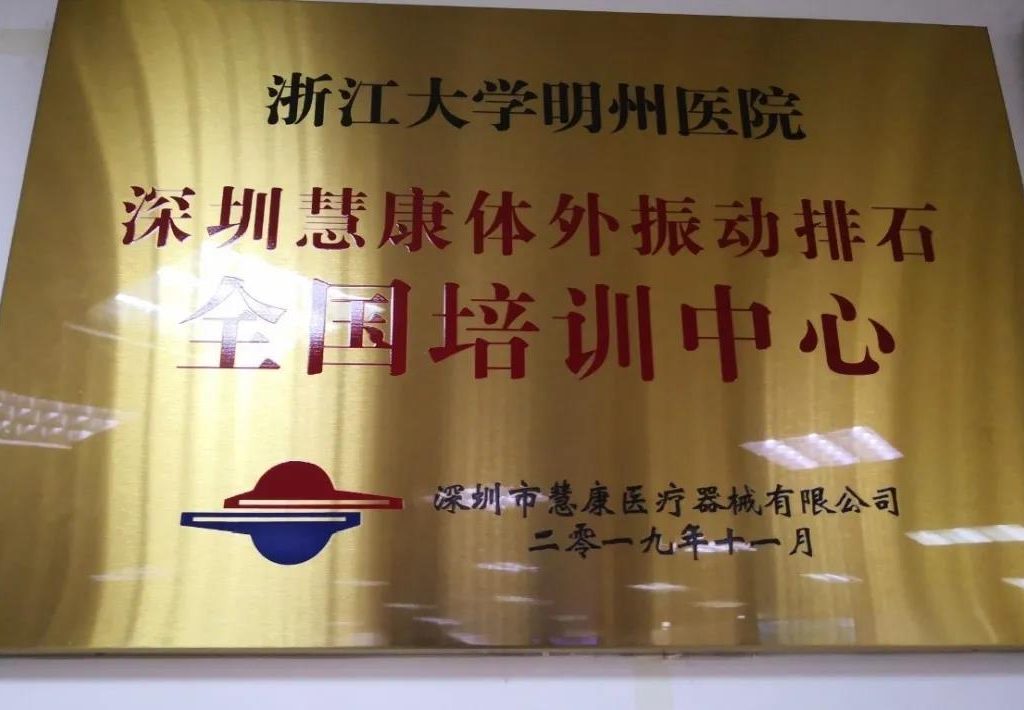 浙江大学明州医院
深圳慧康体外振动排石
全国培训中心
深圳市慧康医疗器械有限公司
二零一九年十一月